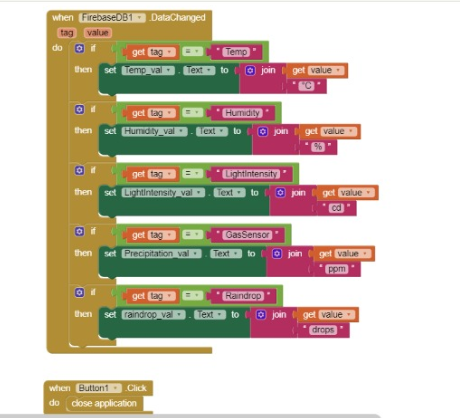 when FirebaseDB1 .DataChanged
tag value
do if get tag = " Temp "
then set Temp_val . Text to join get value
" °C "
if get tag = " Humidity "
then set Humidity_val . Text to join get value
" % "
if get tag = " LightIntensity "
then set LightIntensity_val . Text to join get value
" cd "
if get tag = " GasSensor "
then set Precipitation_val . Text to join get value
" ppm "
if get tag = " Raindrop "
then set raindrop_val . Text to join get value
" drops "
when Button1 .Click
do close application